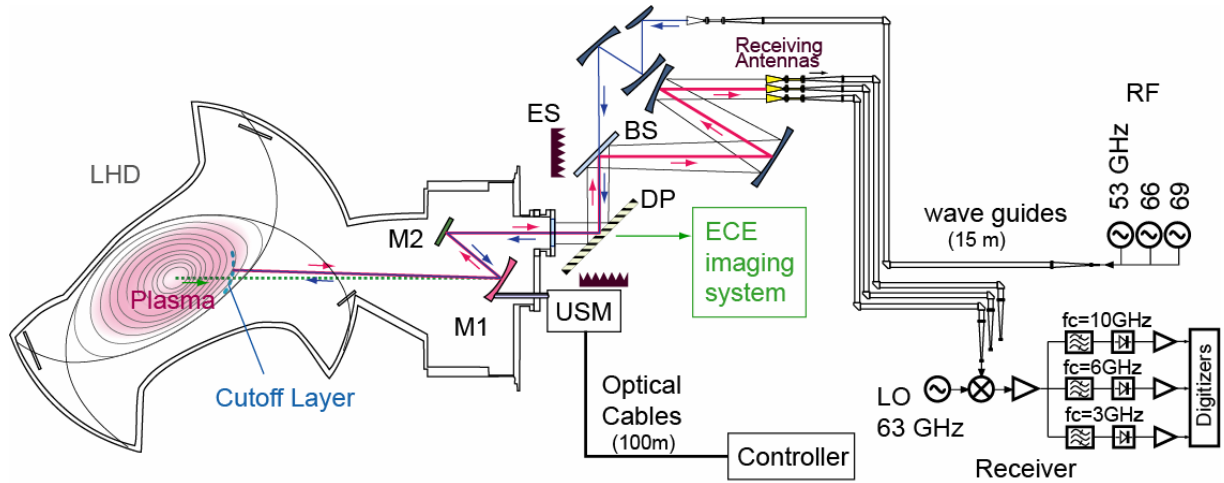 LHD
Plasma
Cutoff Layer
M2
M1
ES
BS
DP
USM
Optical
Cables
(100m)
Controller
ECE
imaging
system
Receiving
Antennas
wave guides
(15 m)
RF
53 GHz
66
69
LO
63 GHz
fc=10GHz
fc=6GHz
fc=3GHz
Digitizers
Receiver